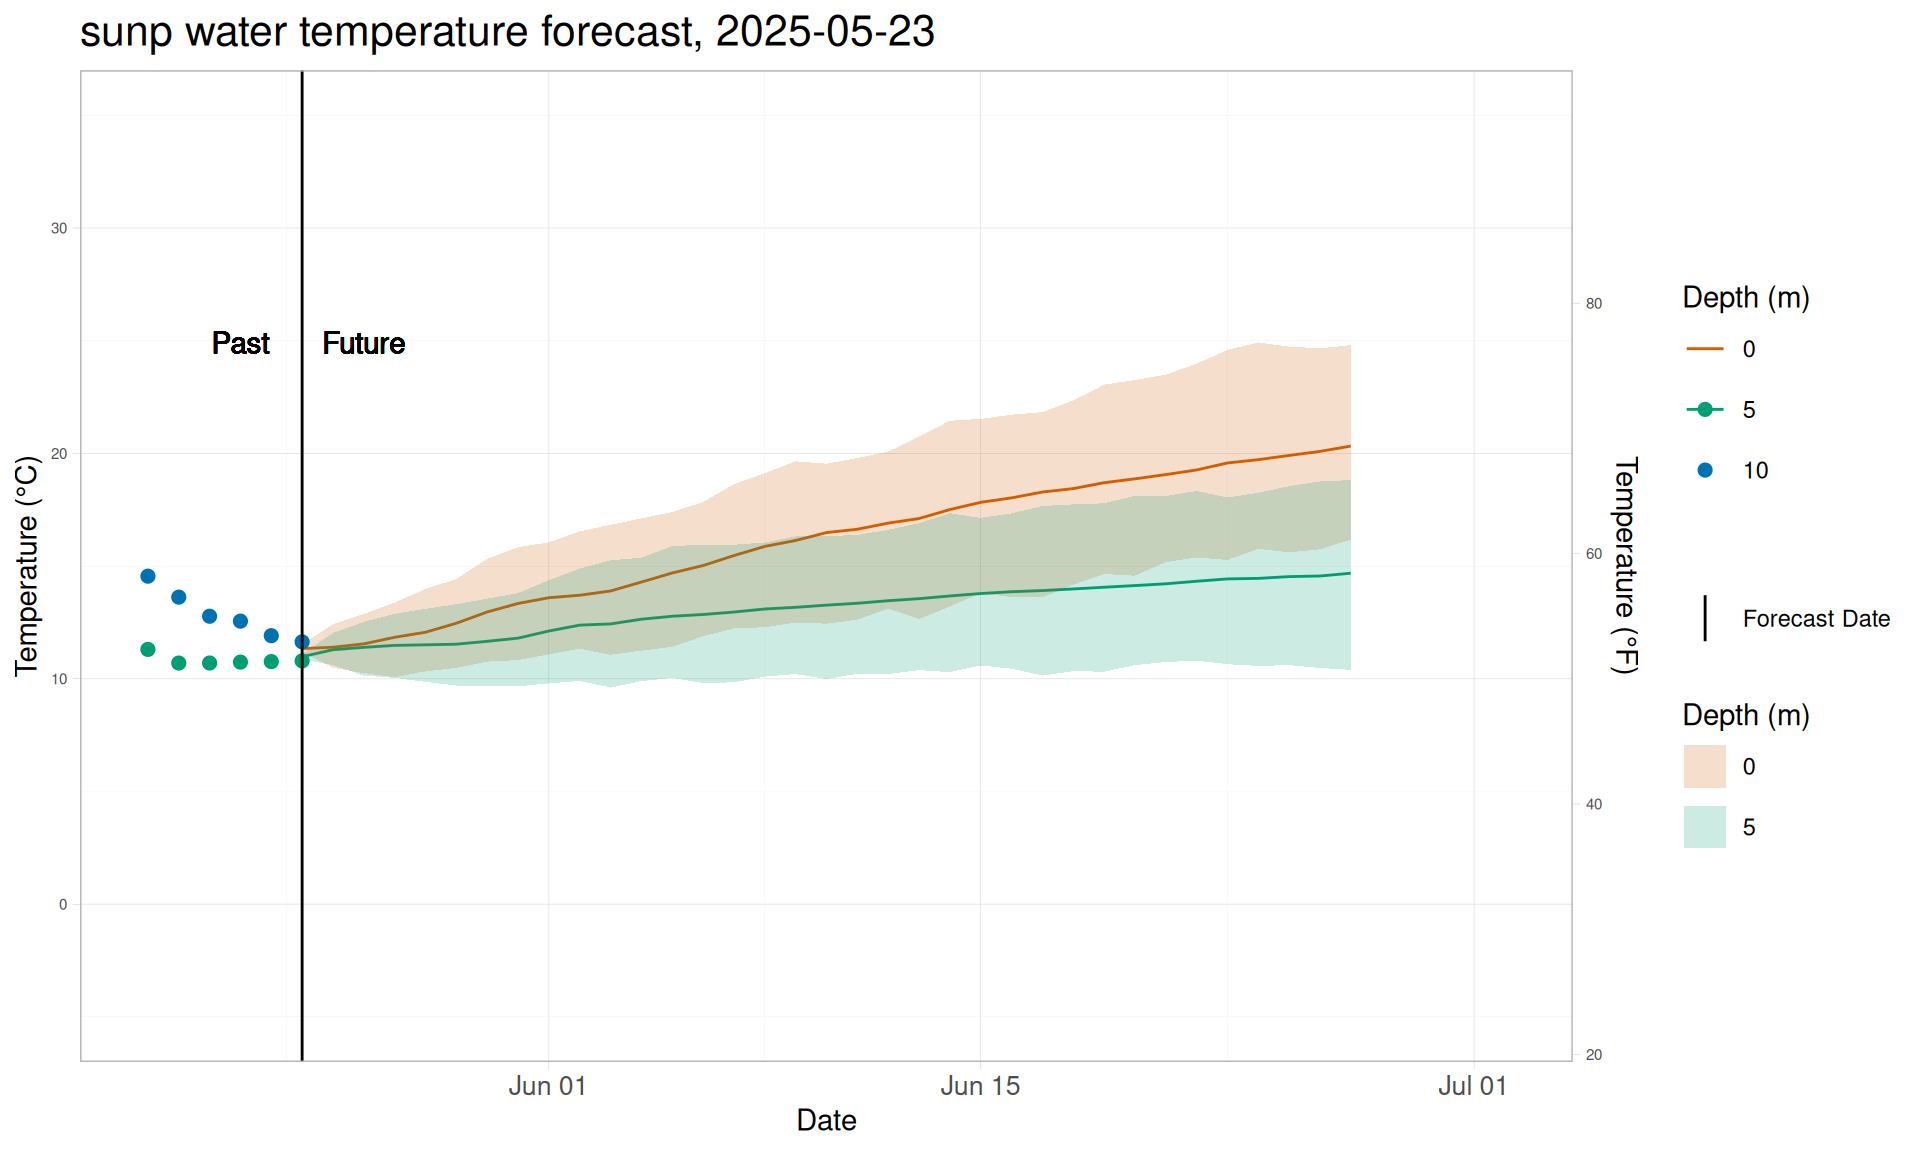 sunp water temperature forecast, 2025-05-23
30
20
10
0
Temperature (°C)
Past
Future
Jun 01
Jun 15
Jul 01
Date
80
60
40
20
Temperature (°F)
Depth (m)
0
5
10
Forecast Date
Depth (m)
0
5